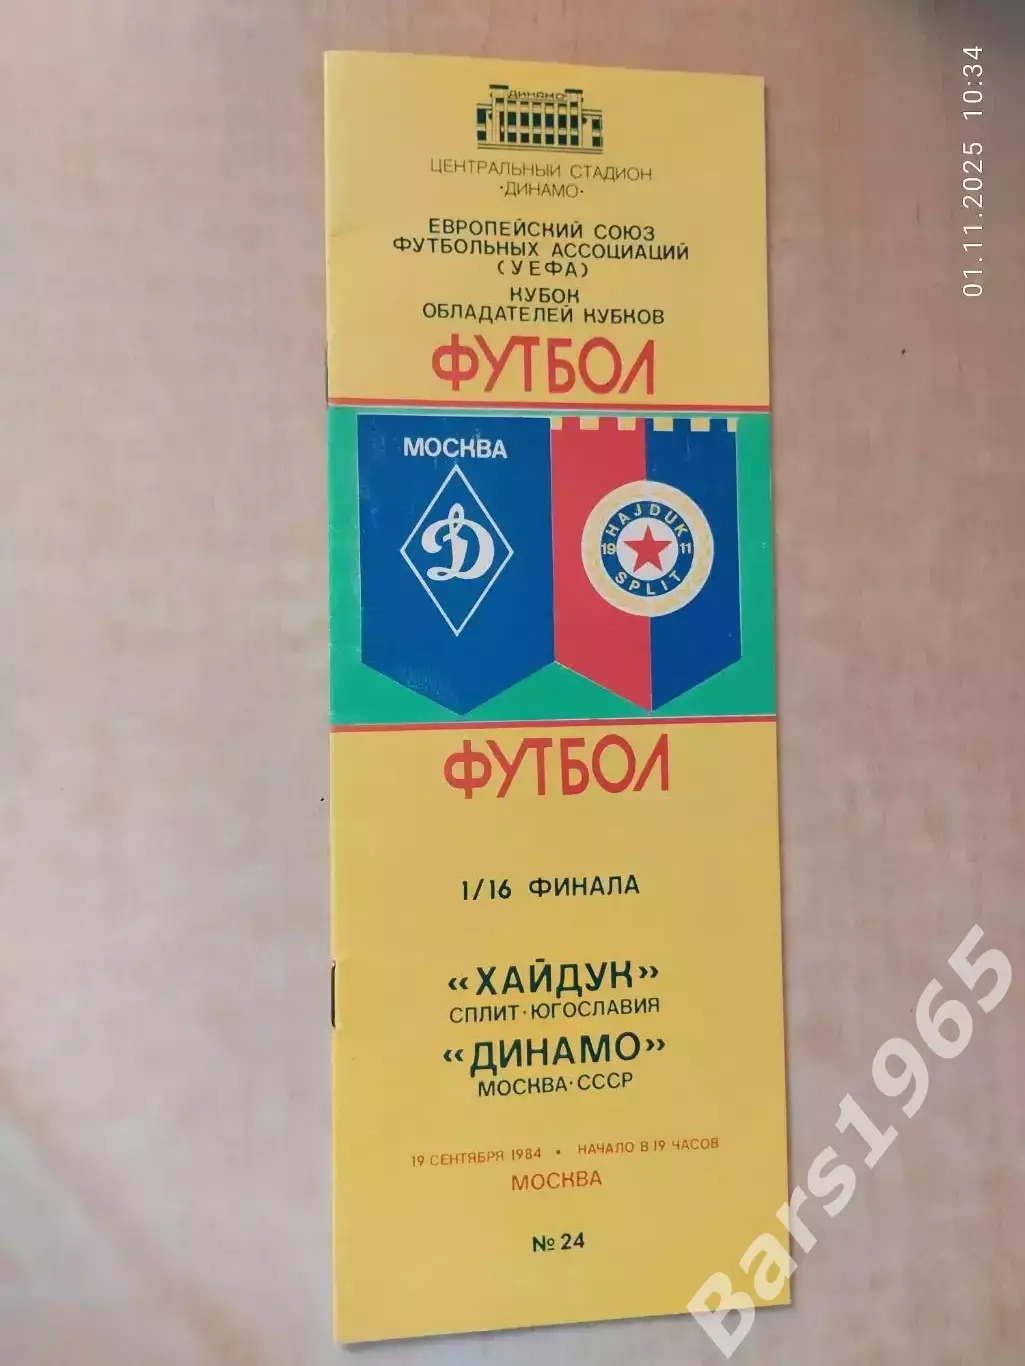 01.11.2025 10:34
ДИНАМО
ЦЕНТРАЛЬНЫЙ СТАДИОН
·ДИНАМО·
ЕВРОПЕЙСКИЙ СОЮЗ
ФУТБОЛЬНЫХ АССОЦИАЦИЙ
(УЕФА)
КУБОК
ОБЛАДАТЕЛЕЙ КУБКОВ
ФУТБОЛ
МОСКВА
Д
HAJDUK
19 11
SPLIT
ФУТБОЛ
1/16 ФИНАЛА
«ХАЙДУК»
СПЛИТ·ЮГОСЛАВИЯ
«ДИНАМО»
МОСКВА·СССР
19 СЕНТЯБРЯ 1984 • НАЧАЛО В 19 ЧАСОВ
МОСКВА
№ 24
Bars1965